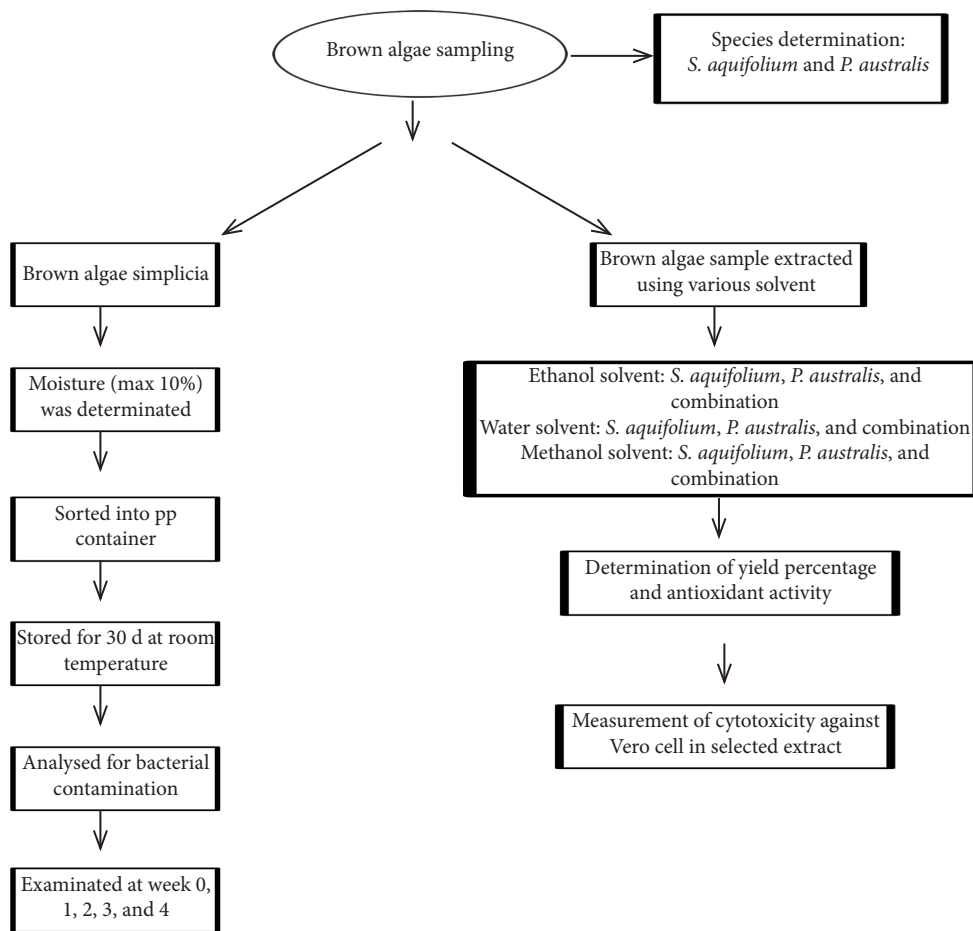 Brown algae sampling
Species determination:
S. aquifolium and P. australis
Brown algae simplicia
Moisture (max 10%)
was determinated
Sorted into pp
container
Stored for 30 d at room
temperature
Analysed for bacterial
contamination
Examinated at week 0,
1, 2, 3, and 4
Brown algae sample extracted
using various solvent
Ethanol solvent: S. aquifolium, P. australis, and
combination
Water solvent: S. aquifolium, P. australis, and combination
Methanol solvent: S. aquifolium, P. australis, and
combination
Determination of yield percentage
and antioxidant activity
Measurement of cytotoxicity against
Vero cell in selected extract